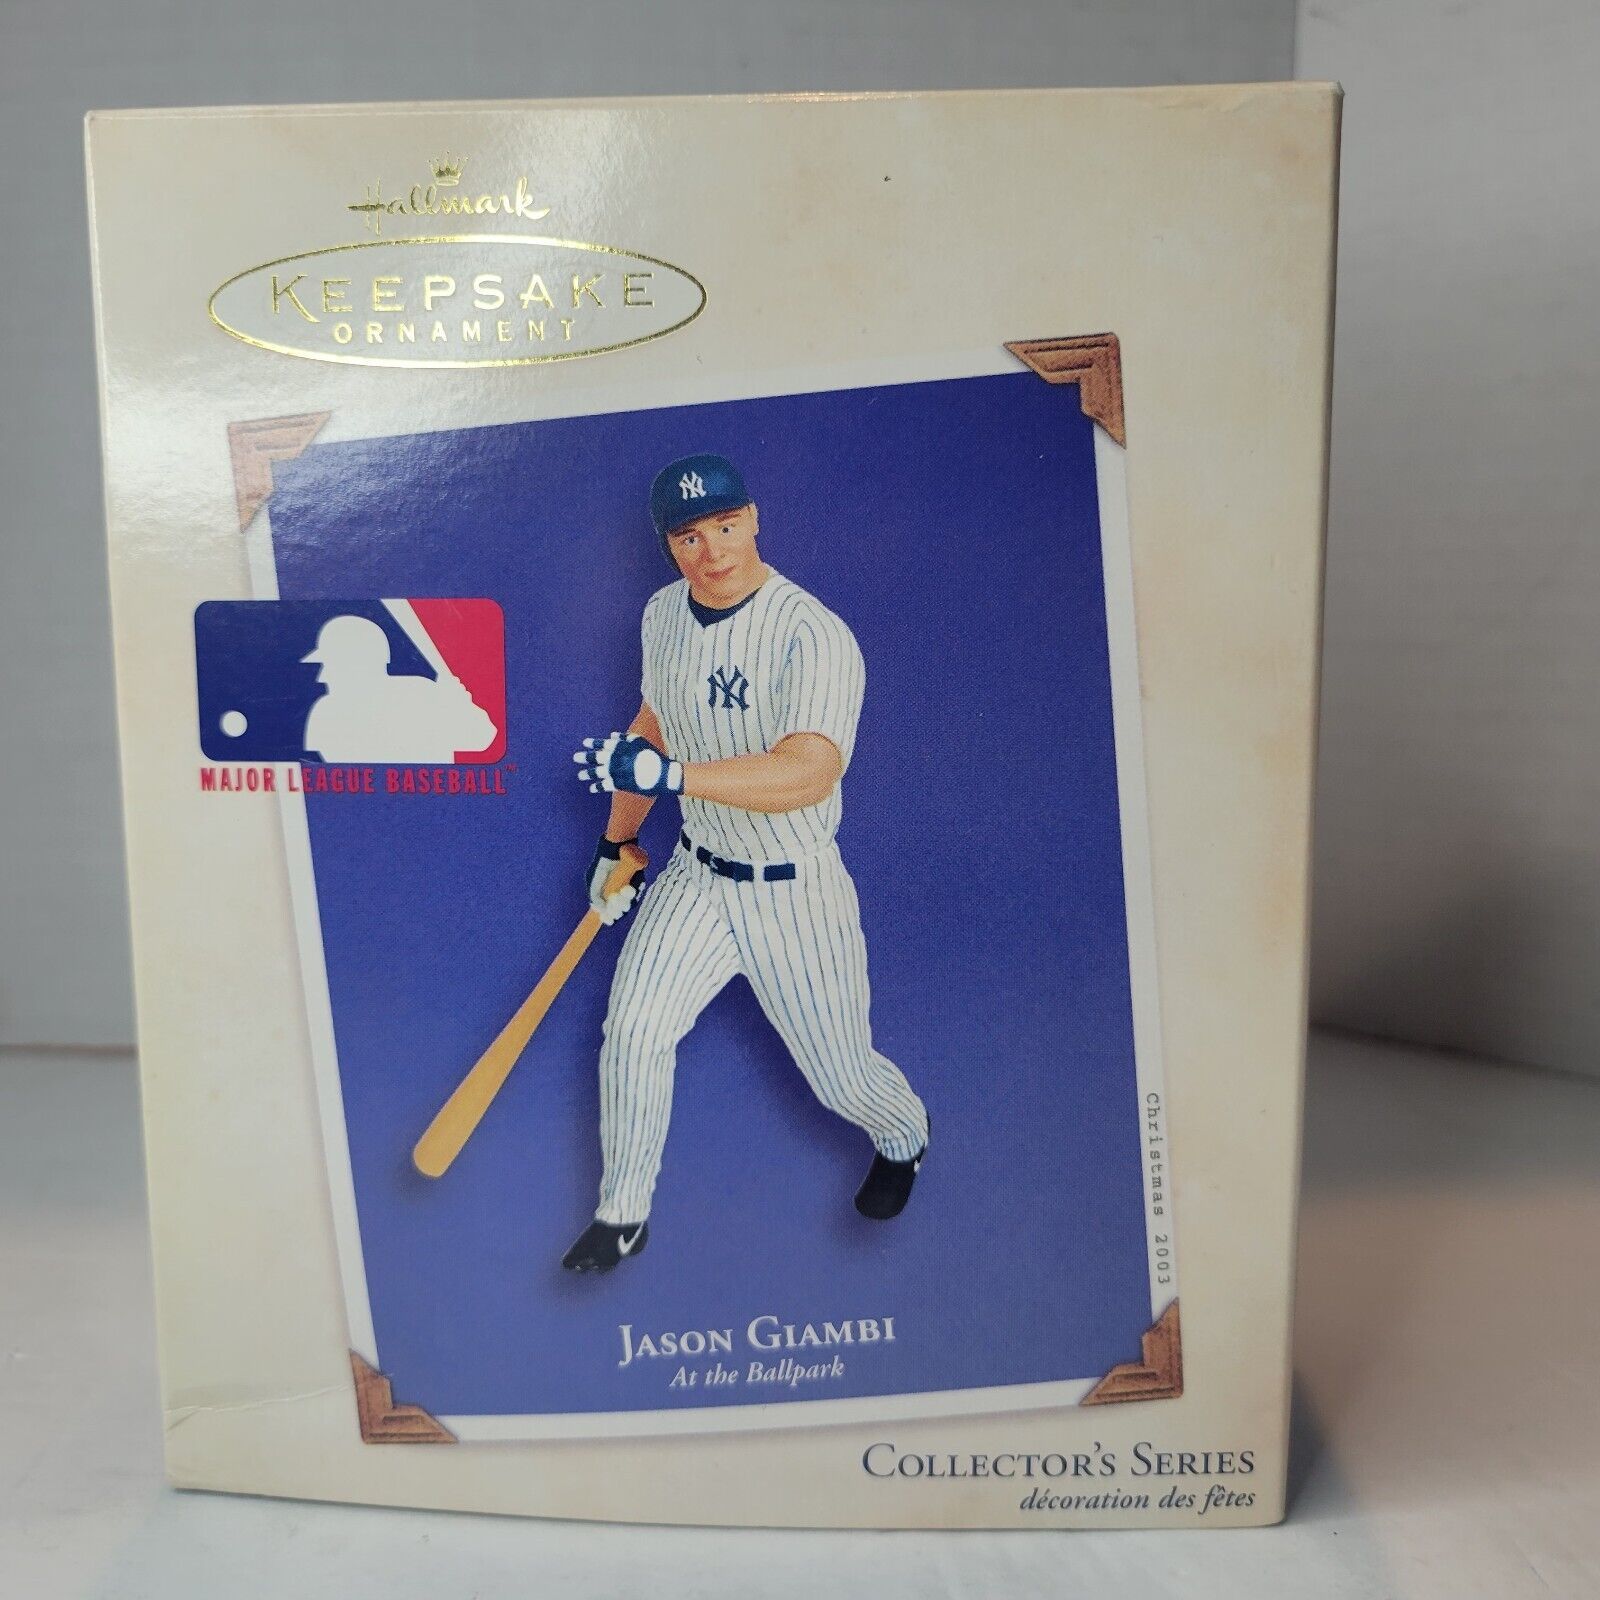 Hallmark
KEEPSAKE
ORNAMENT
NY
NY
MAJOR LEAGUE BASEBALL™
Christmas 2003
JASON GIAMBI
At the Ballpark
COLLECTOR'S SERIES
décoration des fêtes